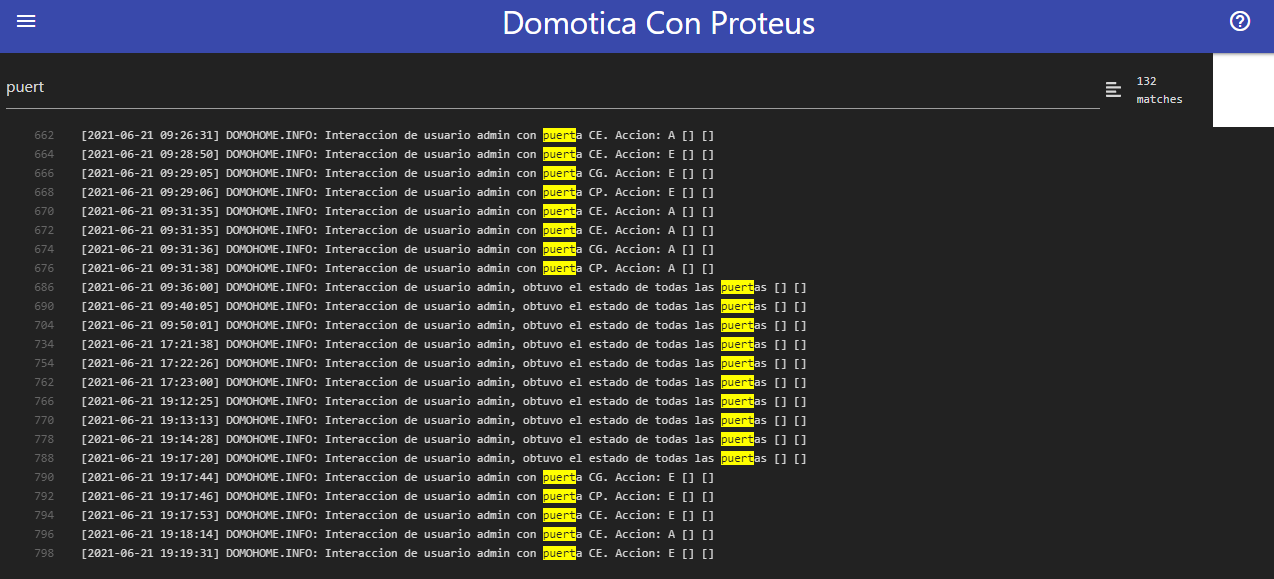 Domotica Con Proteus
puert
132
matches
662 [2021-06-21 09:26:31] DOMOHOME.INFO: Interaccion de usuario admin con puerta CE. Accion: A [] []
664 [2021-06-21 09:28:50] DOMOHOME.INFO: Interaccion de usuario admin con puerta CE. Accion: E [] []
666 [2021-06-21 09:29:05] DOMOHOME.INFO: Interaccion de usuario admin con puerta CG. Accion: E [] []
668 [2021-06-21 09:29:06] DOMOHOME.INFO: Interaccion de usuario admin con puerta CP. Accion: E [] []
670 [2021-06-21 09:31:35] DOMOHOME.INFO: Interaccion de usuario admin con puerta CE. Accion: A [] []
672 [2021-06-21 09:31:35] DOMOHOME.INFO: Interaccion de usuario admin con puerta CE. Accion: A [] []
674 [2021-06-21 09:31:36] DOMOHOME.INFO: Interaccion de usuario admin con puerta CG. Accion: A [] []
676 [2021-06-21 09:31:38] DOMOHOME.INFO: Interaccion de usuario admin con puerta CP. Accion: A [] []
686 [2021-06-21 09:36:00] DOMOHOME.INFO: Interaccion de usuario admin, obtuvo el estado de todas las puertas [] []
690 [2021-06-21 09:40:05] DOMOHOME.INFO: Interaccion de usuario admin, obtuvo el estado de todas las puertas [] []
704 [2021-06-21 09:50:01] DOMOHOME.INFO: Interaccion de usuario admin, obtuvo el estado de todas las puertas [] []
734 [2021-06-21 17:21:38] DOMOHOME.INFO: Interaccion de usuario admin, obtuvo el estado de todas las puertas [] []
754 [2021-06-21 17:22:26] DOMOHOME.INFO: Interaccion de usuario admin, obtuvo el estado de todas las puertas [] []
762 [2021-06-21 17:23:00] DOMOHOME.INFO: Interaccion de usuario admin, obtuvo el estado de todas las puertas [] []
766 [2021-06-21 19:12:25] DOMOHOME.INFO: Interaccion de usuario admin, obtuvo el estado de todas las puertas [] []
770 [2021-06-21 19:13:13] DOMOHOME.INFO: Interaccion de usuario admin, obtuvo el estado de todas las puertas [] []
778 [2021-06-21 19:14:28] DOMOHOME.INFO: Interaccion de usuario admin, obtuvo el estado de todas las puertas [] []
788 [2021-06-21 19:17:20] DOMOHOME.INFO: Interaccion de usuario admin, obtuvo el estado de todas las puertas [] []
790 [2021-06-21 19:17:44] DOMOHOME.INFO: Interaccion de usuario admin con puerta CG. Accion: E [] []
792 [2021-06-21 19:17:46] DOMOHOME.INFO: Interaccion de usuario admin con puerta CP. Accion: E [] []
794 [2021-06-21 19:17:53] DOMOHOME.INFO: Interaccion de usuario admin con puerta CE. Accion: E [] []
796 [2021-06-21 19:18:14] DOMOHOME.INFO: Interaccion de usuario admin con puerta CE. Accion: A [] []
798 [2021-06-21 19:19:31] DOMOHOME.INFO: Interaccion de usuario admin con puerta CE. Accion: E [] []